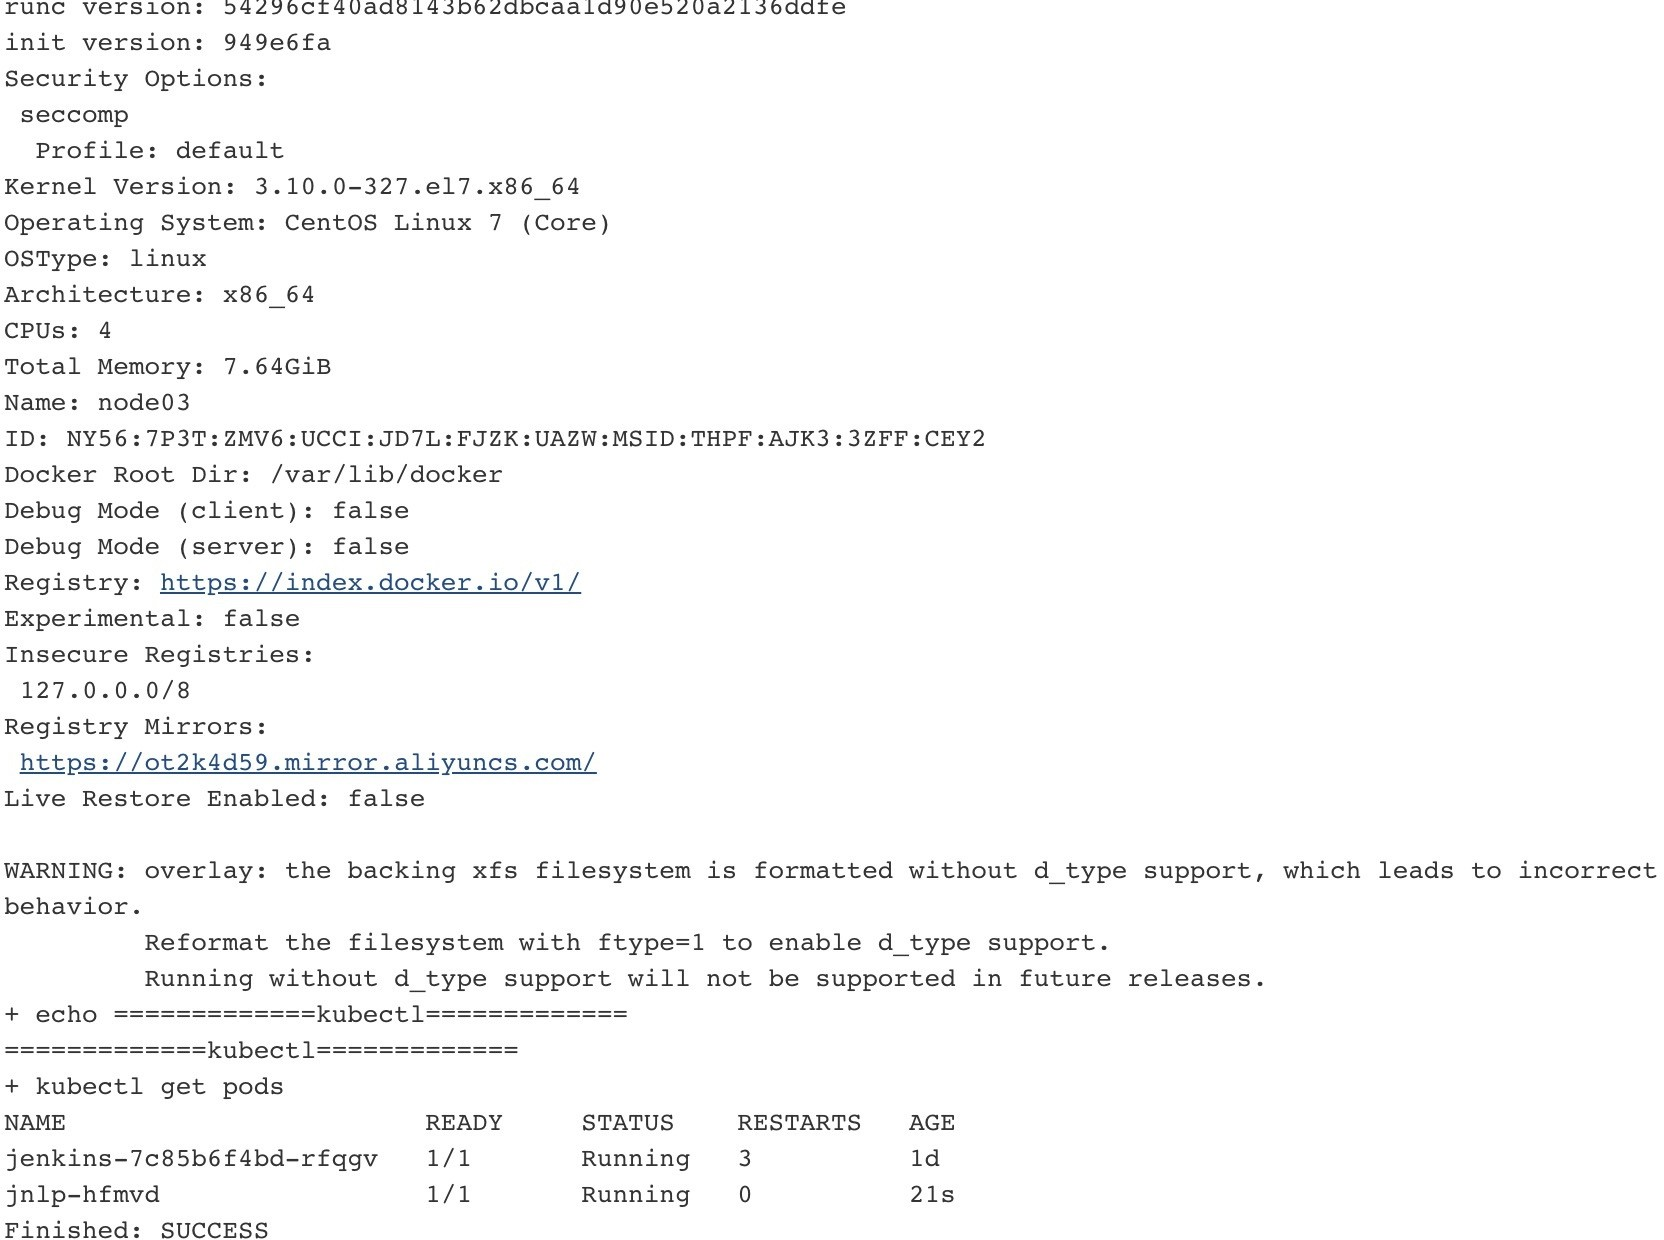 runc version: 54296cf40ad8143b62dbcaa1d90e520a2136ddfe
init version: 949e6fa
Security Options:
 seccomp
  Profile: default
Kernel Version: 3.10.0-327.el7.x86_64
Operating System: CentOS Linux 7 (Core)
OSType: linux
Architecture: x86_64
CPUs: 4
Total Memory: 7.64GiB
Name: node03
ID: NY56:7P3T:ZMV6:UCCI:JD7L:FJZK:UAZW:MSID:THPF:AJK3:3ZFF:CEY2
Docker Root Dir: /var/lib/docker
Debug Mode (client): false
Debug Mode (server): false
Registry: https://index.docker.io/v1/
Experimental: false
Insecure Registries:
 127.0.0.0/8
Registry Mirrors:
 https://ot2k4d59.mirror.aliyuncs.com/
Live Restore Enabled: false

WARNING: overlay: the backing xfs filesystem is formatted without d_type support, which leads to incorrect
behavior.
         Reformat the filesystem with ftype=1 to enable d_type support.
         Running without d_type support will not be supported in future releases.
+ echo =============kubectl=============
=============kubectl=============
+ kubectl get pods
NAME                       READY     STATUS    RESTARTS   AGE
jenkins-7c85b6f4bd-rfqgv   1/1       Running   3          1d
jnlp-hfmvd                 1/1       Running   0          21s
Finished: SUCCESS